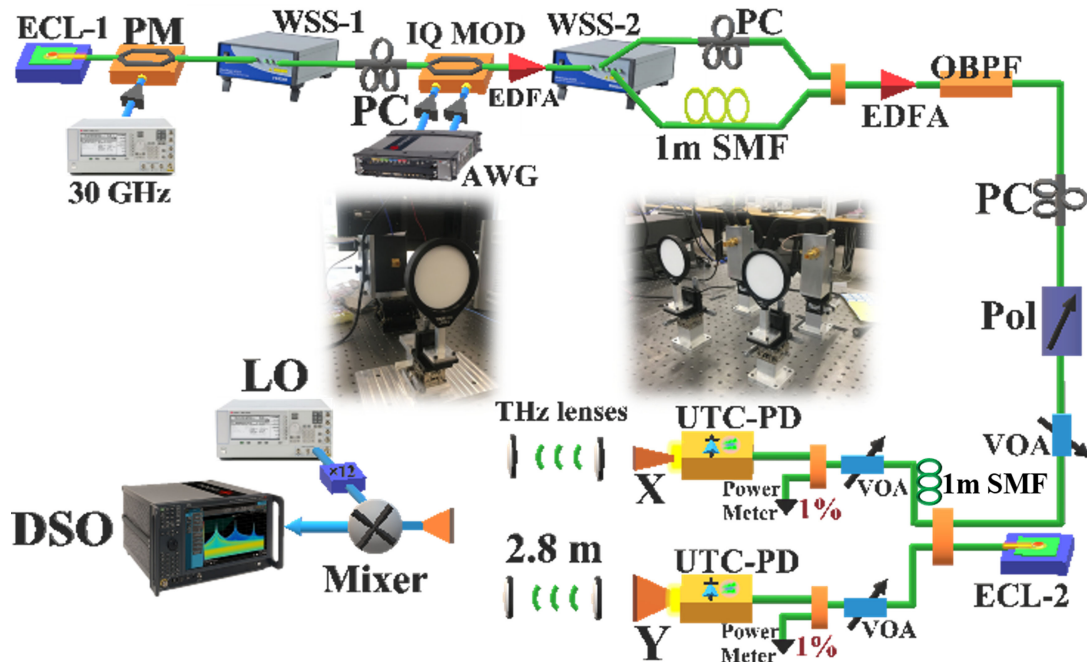 ECL-1
PM
WSS-1
IQ MOD
WSS-2
PC
OBPF
PC
EDFA
EDFA
1m SMF
30 GHz
AWG
PC
Pol
LO
THz lenses
UTC-PD
VOA
×12
X
Power
Meter
1%
VOA
1m SMF
DSO
Mixer
2.8 m
UTC-PD
ECL-2
Y
Power
Meter
1%
VOA